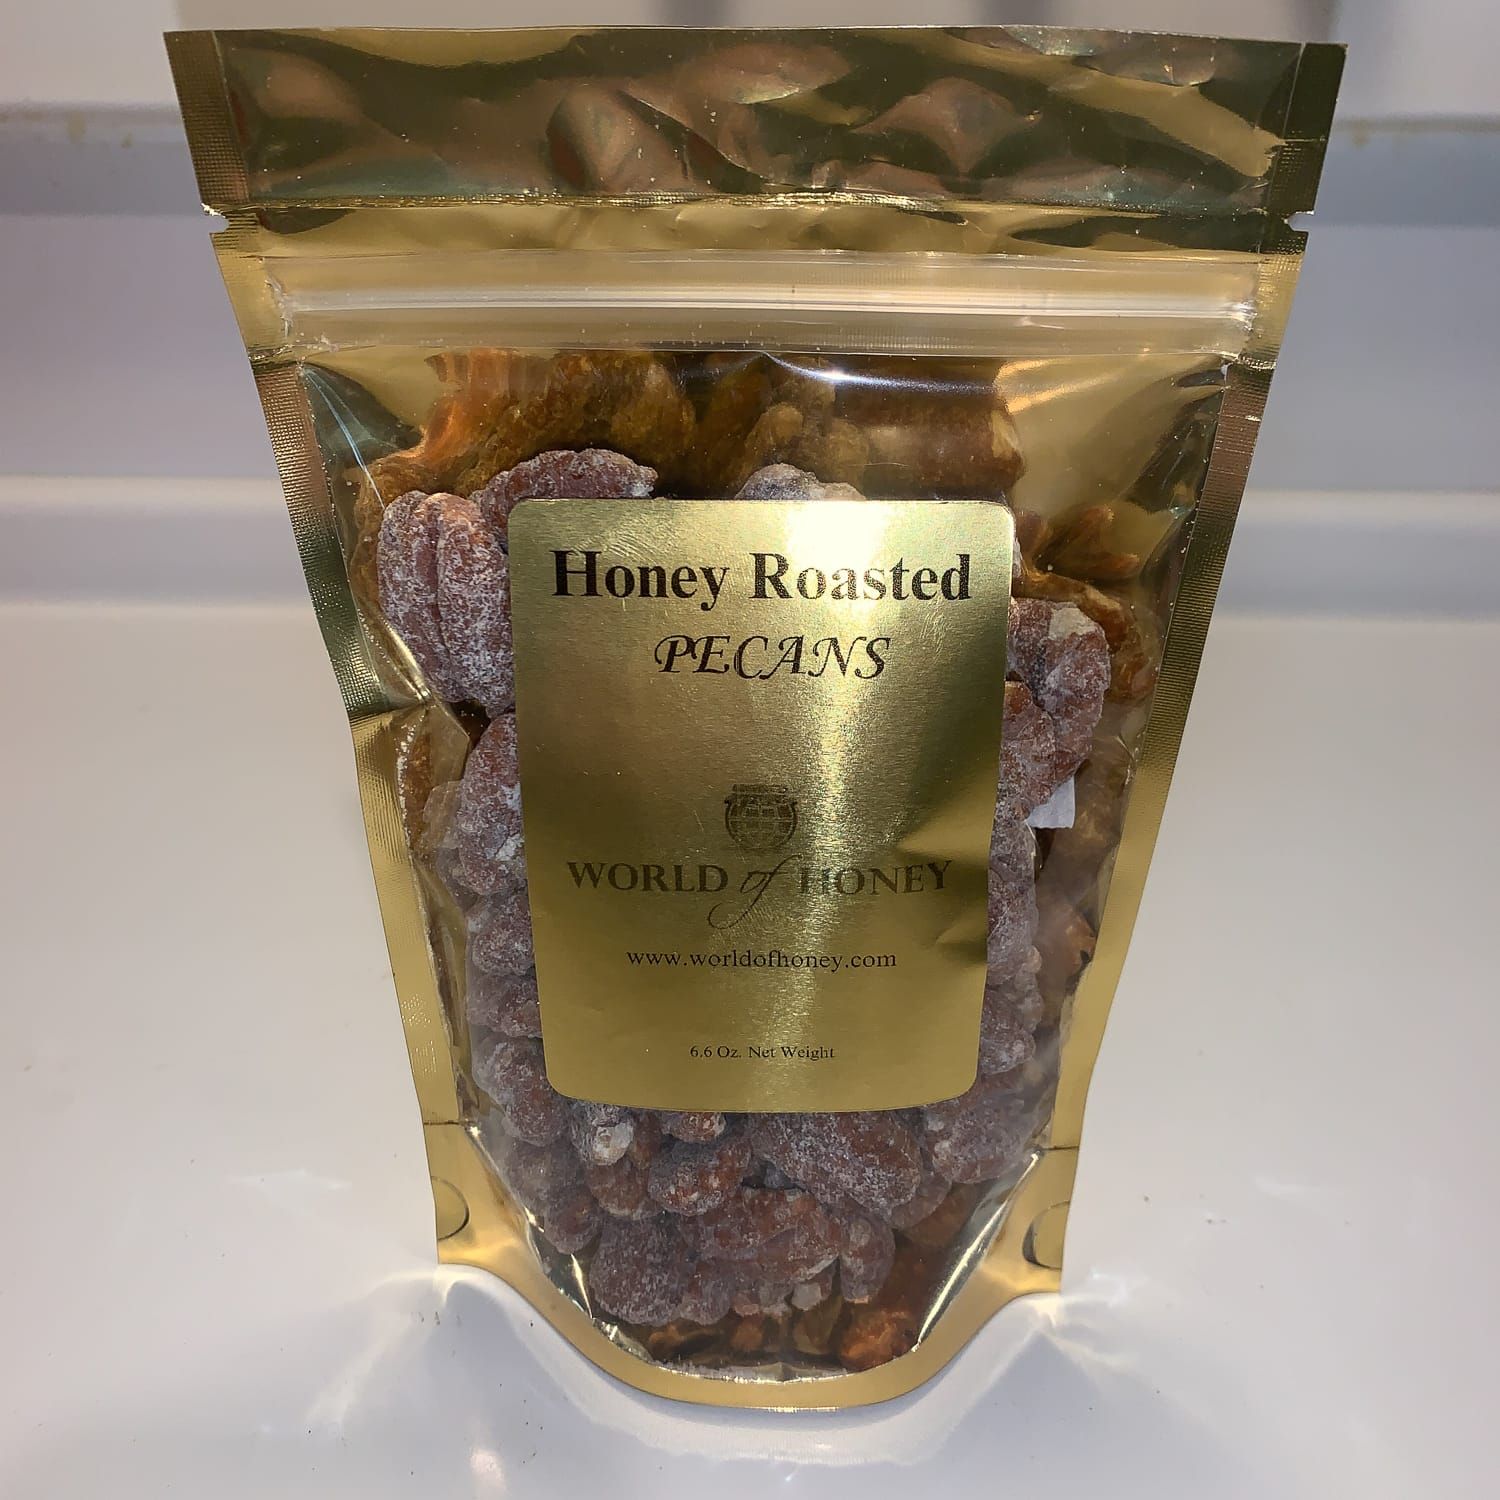 Honey Roasted
PECANS
WORLD of HONEY
www.worldofhoney.com
6.6 Oz. Net Weight